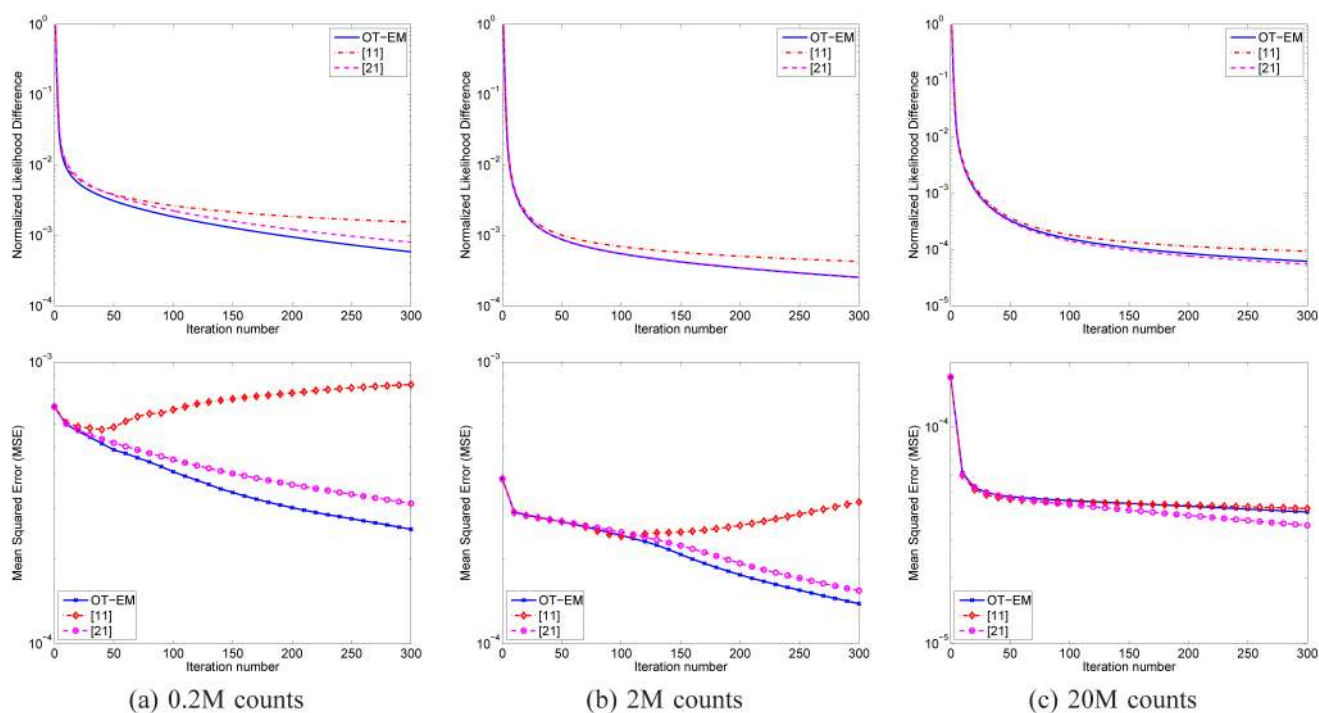 10^0
10^-1
10^-2
10^-3
10^-4
Normalized Likelihood Difference
OT-EM
[11]
[21]
0 50 100 150 200 250 300
Iteration number
10^0
10^-1
10^-2
10^-3
10^-4
Normalized Likelihood Difference
OT-EM
[11]
[21]
0 50 100 150 200 250 300
Iteration number
10^0
10^-1
10^-2
10^-3
10^-4
10^-5
Normalized Likelihood Difference
OT-EM
[11]
[21]
0 50 100 150 200 250 300
Iteration number
10^-3
10^-4
Mean Squared Error (MSE)
OT-EM
[11]
[21]
0 50 100 150 200 250 300
Iteration number
10^-3
10^-4
Mean Squared Error (MSE)
OT-EM
[11]
[21]
0 50 100 150 200 250 300
Iteration number
10^-4
10^-5
Mean Squared Error (MSE)
OT-EM
[11]
[21]
0 50 100 150 200 250 300
Iteration number
(a) 0.2M counts
(b) 2M counts
(c) 20M counts